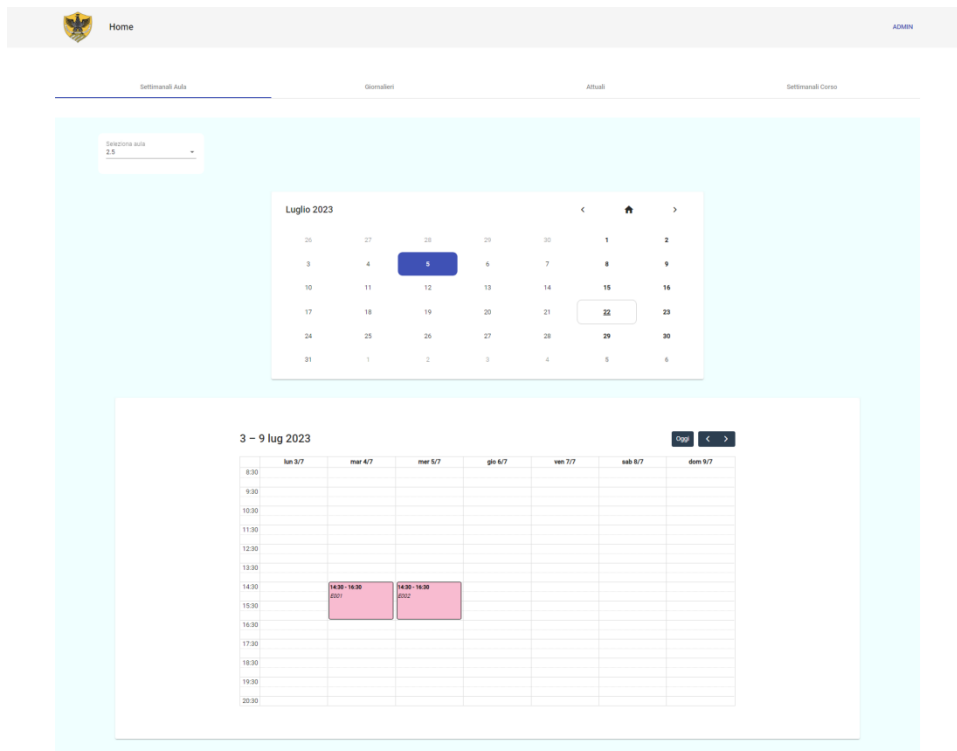 Home
ADMIN
Settimanali Aula
Giornalieri
Attuali
Settimanali Corso
Seleziona aula
2.5
Luglio 2023
26 27 28 29 30 1 2
3 4 5 6 7 8 9
10 11 12 13 14 15 16
17 18 19 20 21 22 23
24 25 26 27 28 29 30
31 1 2 3 4 5 6
3 – 9 lug 2023
Oggi
lun 3/7 mar 4/7 mer 5/7 gio 6/7 ven 7/7 sab 8/7 dom 9/7
8:30
9:30
10:30
11:30
12:30
13:30
14:30 14:30 - 16:30 14:30 - 16:30
E001 E002
15:30
16:30
17:30
18:30
19:30
20:30